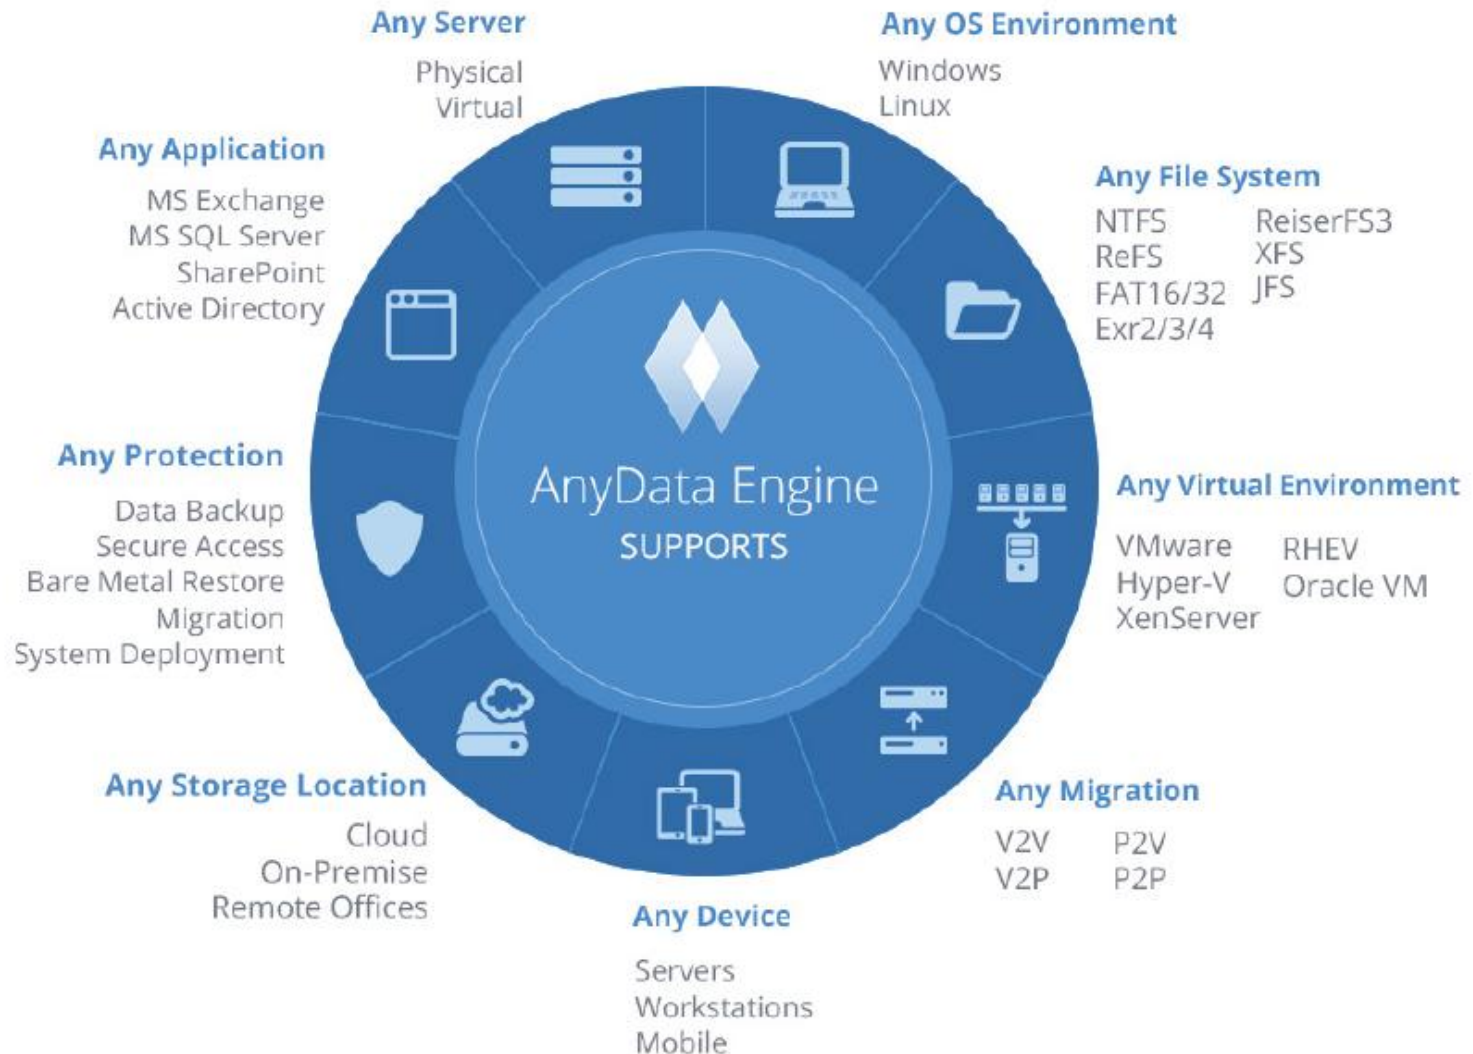 Any Server
Physical
Virtual
Any OS Environment
Windows
Linux
Any Application
MS Exchange
MS SQL Server
SharePoint
Active Directory
Any File System
NTFS ReiserFS3
ReFS XFS
FAT16/32 JFS
Exr2/3/4
AnyData Engine
SUPPORTS
Any Protection
Data Backup
Secure Access
Bare Metal Restore
Migration
System Deployment
Any Virtual Environment
VMware RHEV
Hyper-V Oracle VM
XenServer
Any Storage Location
Cloud
On-Premise
Remote Offices
Any Migration
V2V P2V
V2P P2P
Any Device
Servers
Workstations
Mobile